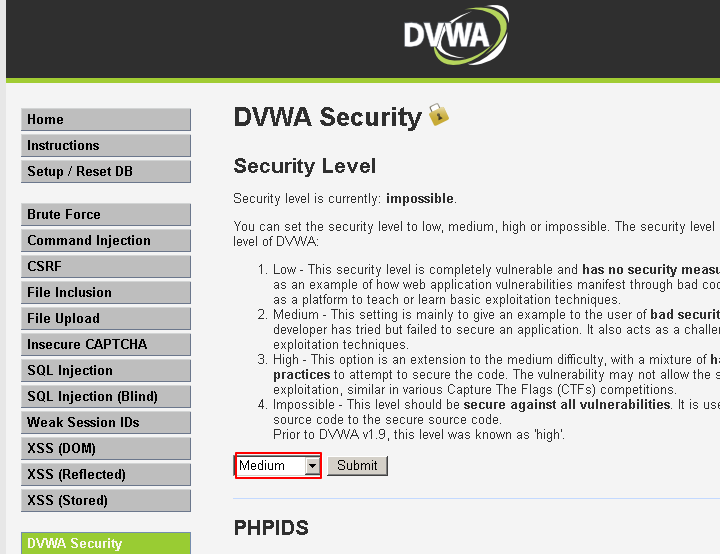 DVWA
Home
Instructions
Setup / Reset DB
Brute Force
Command Injection
CSRF
File Inclusion
File Upload
Insecure CAPTCHA
SQL Injection
SQL Injection (Blind)
Weak Session IDs
XSS (DOM)
XSS (Reflected)
XSS (Stored)
DVWA Security
DVWA Security
Security Level
Security level is currently: impossible.
You can set the security level to low, medium, high or impossible. The security level
level of DVWA:
1. Low - This security level is completely vulnerable and has no security measu
as an example of how web application vulnerabilities manifest through bad co
as a platform to teach or learn basic exploitation techniques.
2. Medium - This setting is mainly to give an example to the user of bad securit
developer has tried but failed to secure an application. It also acts as a challe
exploitation techniques.
3. High - This option is an extension to the medium difficulty, with a mixture of ha
practices to attempt to secure the code. The vulnerability may not allow the s
exploitation, similar in various Capture The Flags (CTFs) competitions.
4. Impossible - This level should be secure against all vulnerabilities. It is use
source code to the secure source code.
Prior to DVWA v1.9, this level was known as 'high'.
Medium Submit
PHPIDS